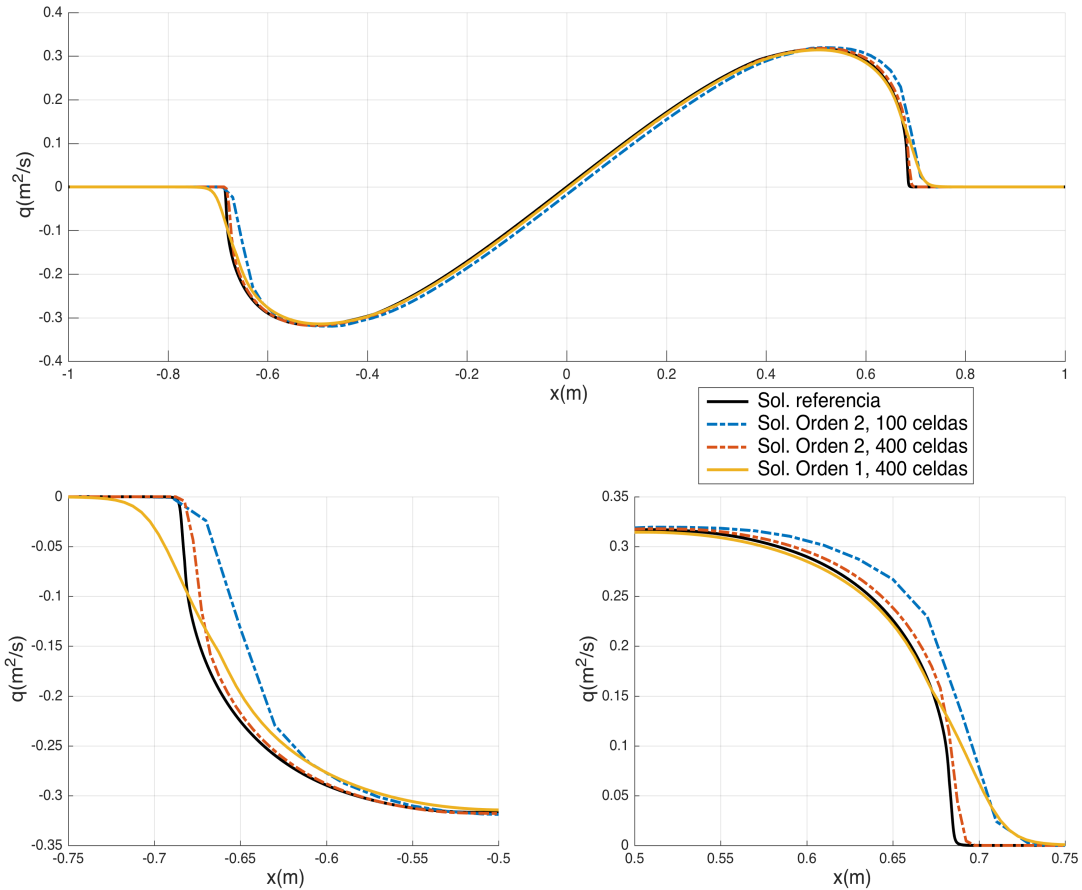 0.4
0.3
0.2
0.1
0
-0.1
-0.2
-0.3
-0.4
q(m²/s)
-1 -0.8 -0.6 -0.4 -0.2 0 0.2 0.4 0.6 0.8 1
x(m)
Sol. referencia
Sol. Orden 2, 100 celdas
Sol. Orden 2, 400 celdas
Sol. Orden 1, 400 celdas
0
-0.05
-0.1
-0.15
-0.2
-0.25
-0.3
-0.35
q(m²/s)
-0.75 -0.7 -0.65 -0.6 -0.55 -0.5
x(m)
0.35
0.3
0.25
0.2
0.15
0.1
0.05
0
q(m²/s)
0.5 0.55 0.6 0.65 0.7 0.75
x(m)